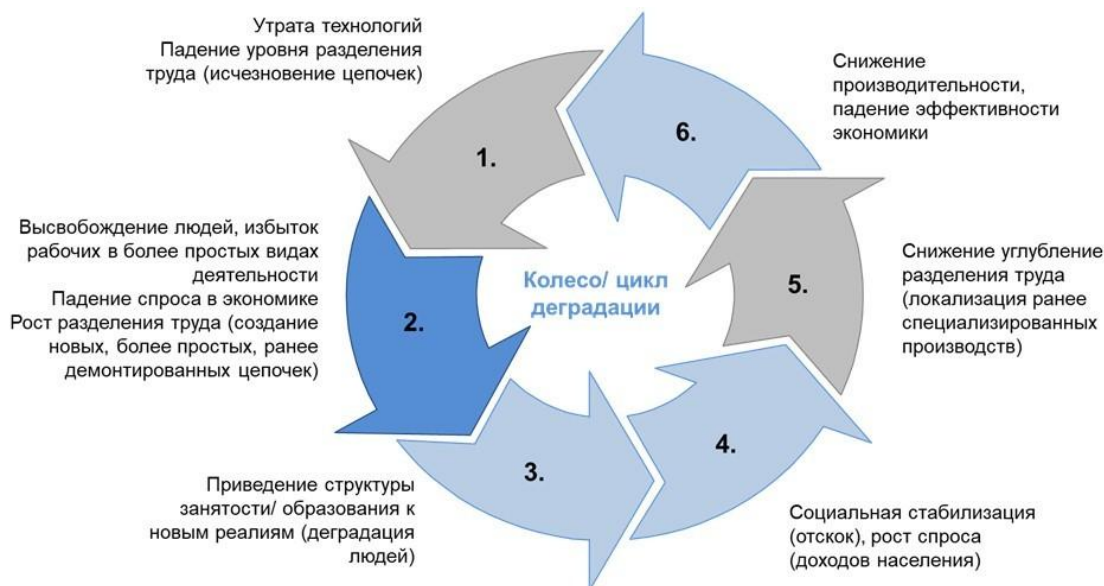 Утрата технологий
Падение уровня разделения
труда (исчезновение цепочек)
1.
Высвобождение людей, избыток
рабочих в более простых видах
деятельности
Падение спроса в экономике
Рост разделения труда (создание
новых, более простых, ранее
демонтированных цепочек)
2.
Приведение структуры
занятости/ образования к
новым реалиям (деградация
людей)
3.
Социальная стабилизация
(отскок), рост спроса
(доходов населения)
4.
Снижение углубление
разделения труда
(локализация ранее
специализированных
производств)
5.
Снижение
производительности,
падение эффективности
экономики
6.
Колесо/ цикл
деградации